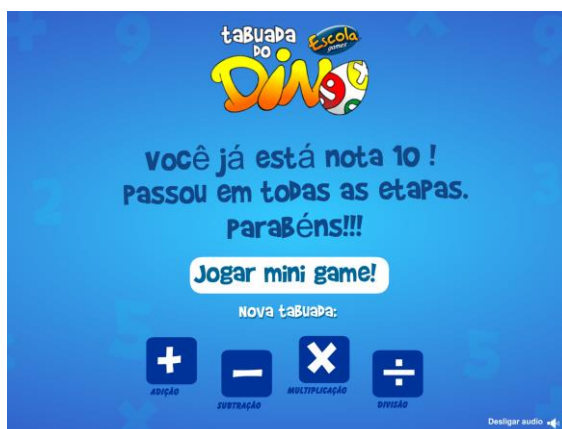 tabuada
do
Escola
games
DINO
Você já está nota 10 !
Passou em todas as etapas.
Parabéns!!!
Jogar mini game!
Nova tabuada:
+ − × ÷
ADIÇÃO SUBTRAÇÃO MULTIPLICAÇÃO DIVISÃO
Desligar audio